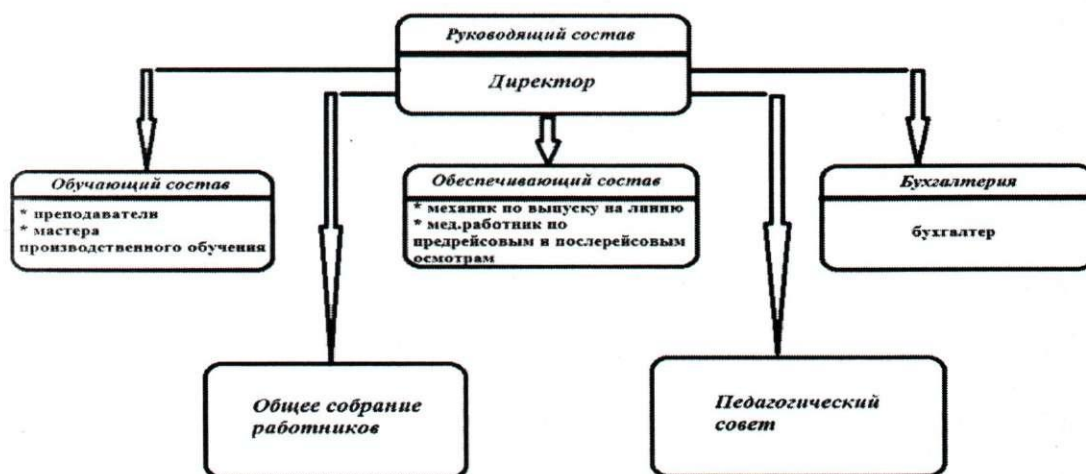 Руководящий состав
Директор
Обучающий состав
* преподаватели
* мастера
производственного обучения
Обеспечивающий состав
* механик по выпуску на линию
* мед.работник по
предрейсовым и послерейсовым
осмотрам
Бухгалтерия
бухгалтер
Общее собрание
работников
Педагогический
совет